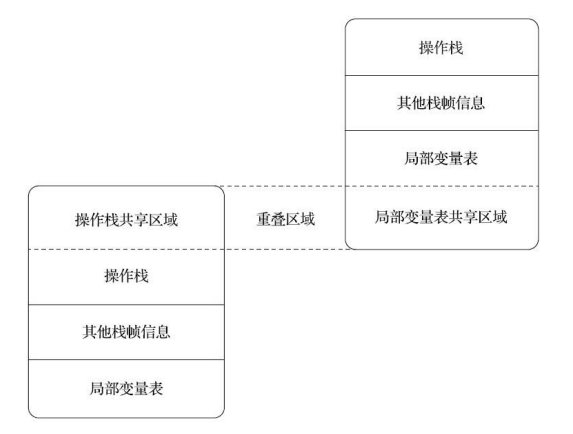 操作栈
其他栈帧信息
局部变量表
操作栈共享区域
重叠区域
局部变量表共享区域
操作栈
其他栈帧信息
局部变量表